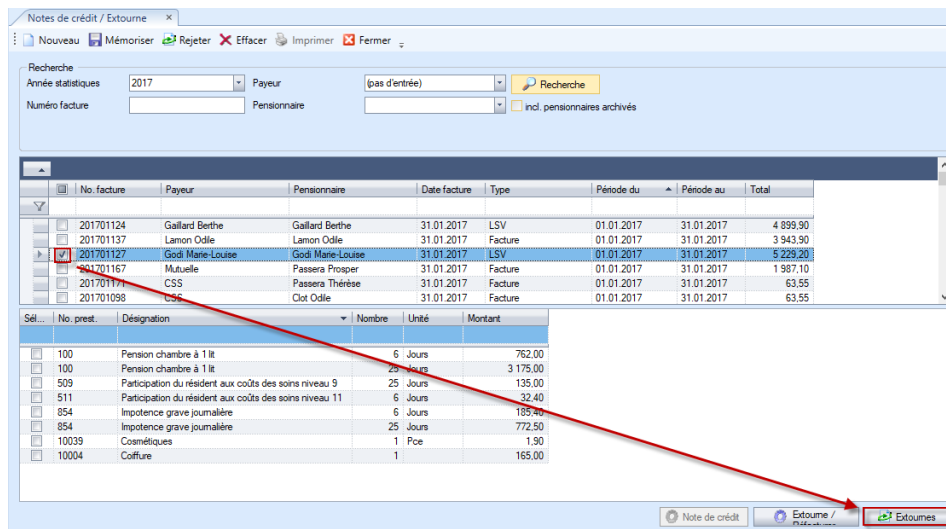 Notes de crédit / Extourne ×
Nouveau Mémoriser Rejeter Effacer Imprimer Fermer
Recherche
Année statistiques 2017 Payeur (pas d'entrée) Recherche
Numéro facture Pensionnaire incl. pensionnaires archivés
No. facture Payeur Pensionnaire Date facture Type Période du Période au Total
201701124 Gaillard Berthe Gaillard Berthe 31.01.2017 LSV 01.01.2017 31.01.2017 4 899,90
201701137 Lamon Odile Lamon Odile 31.01.2017 Facture 01.01.2017 31.01.2017 3 943,90
201701127 Godi Marie-Louise Godi Marie-Louise 31.01.2017 LSV 01.01.2017 31.01.2017 5 229,20
201701167 Mutuelle Passera Prosper 31.01.2017 Facture 01.01.2017 31.01.2017 1 987,10
201701171 CSS Passera Thérèse 31.01.2017 Facture 01.01.2017 31.01.2017 63,55
201701098 CSS Clot Odile 31.01.2017 Facture 01.01.2017 31.01.2017 63,55
Sél... No. prest. Désignation Nombre Unité Montant
100 Pension chambre à 1 lit 6 Jours 762,00
100 Pension chambre à 1 lit 25 Jours 3 175,00
509 Participation du résident aux coûts des soins niveau 9 25 Jours 135,00
511 Participation du résident aux coûts des soins niveau 11 6 Jours 32,40
854 Impotence grave journalière 6 Jours 185,40
854 Impotence grave journalière 25 Jours 772,50
10039 Cosmétiques 1 Pce 1,90
10004 Coiffure 1 165,00
Note de crédit Extourne / Extournes